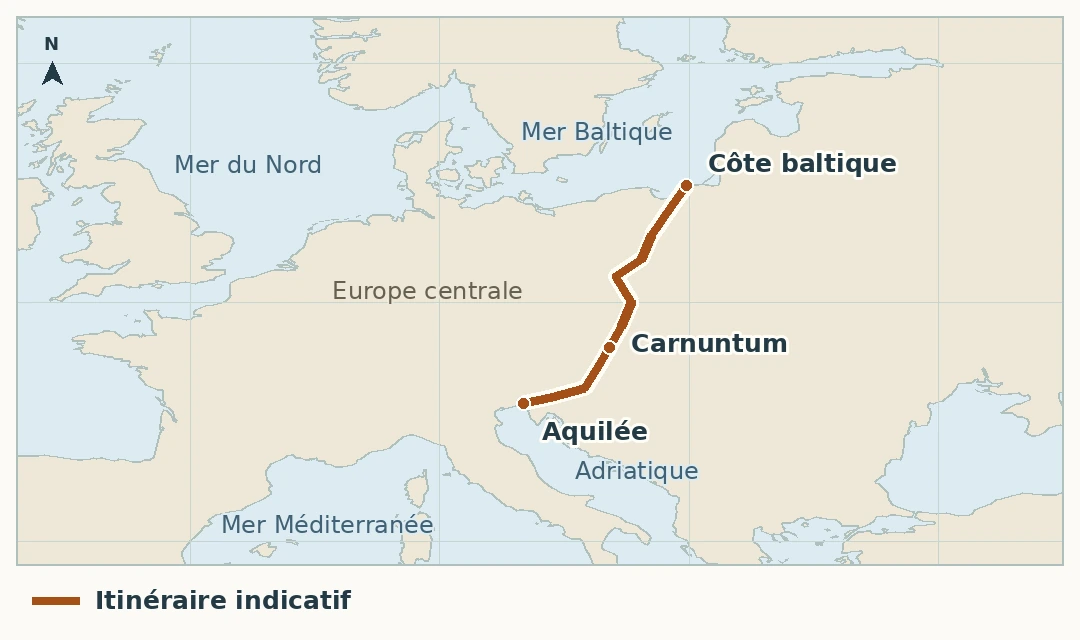 N
Mer Baltique
Mer du Nord
Côte baltique
Europe centrale
Carnuntum
Aquilée
Adriatique
Mer Méditerranée
Itinéraire indicatif